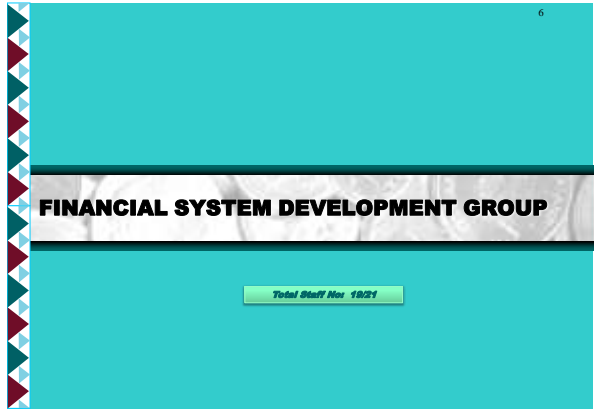 6
FINANCIAL SYSTEM DEVELOPMENT GROUP
Total Staff No: 19/21